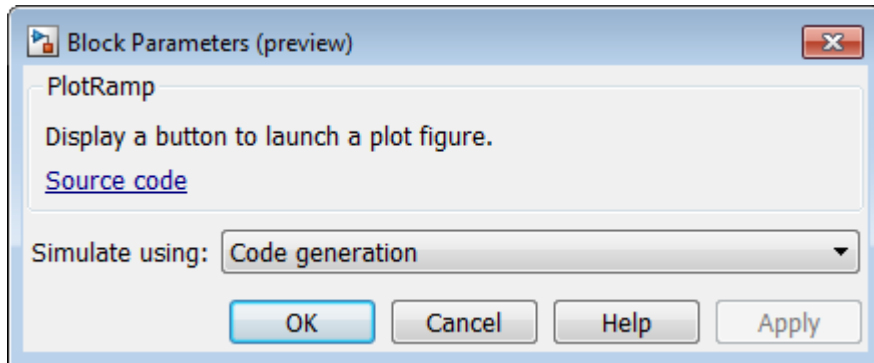 Block Parameters (preview)
PlotRamp
Display a button to launch a plot figure.
Source code
Simulate using: Code generation
OK Cancel Help Apply